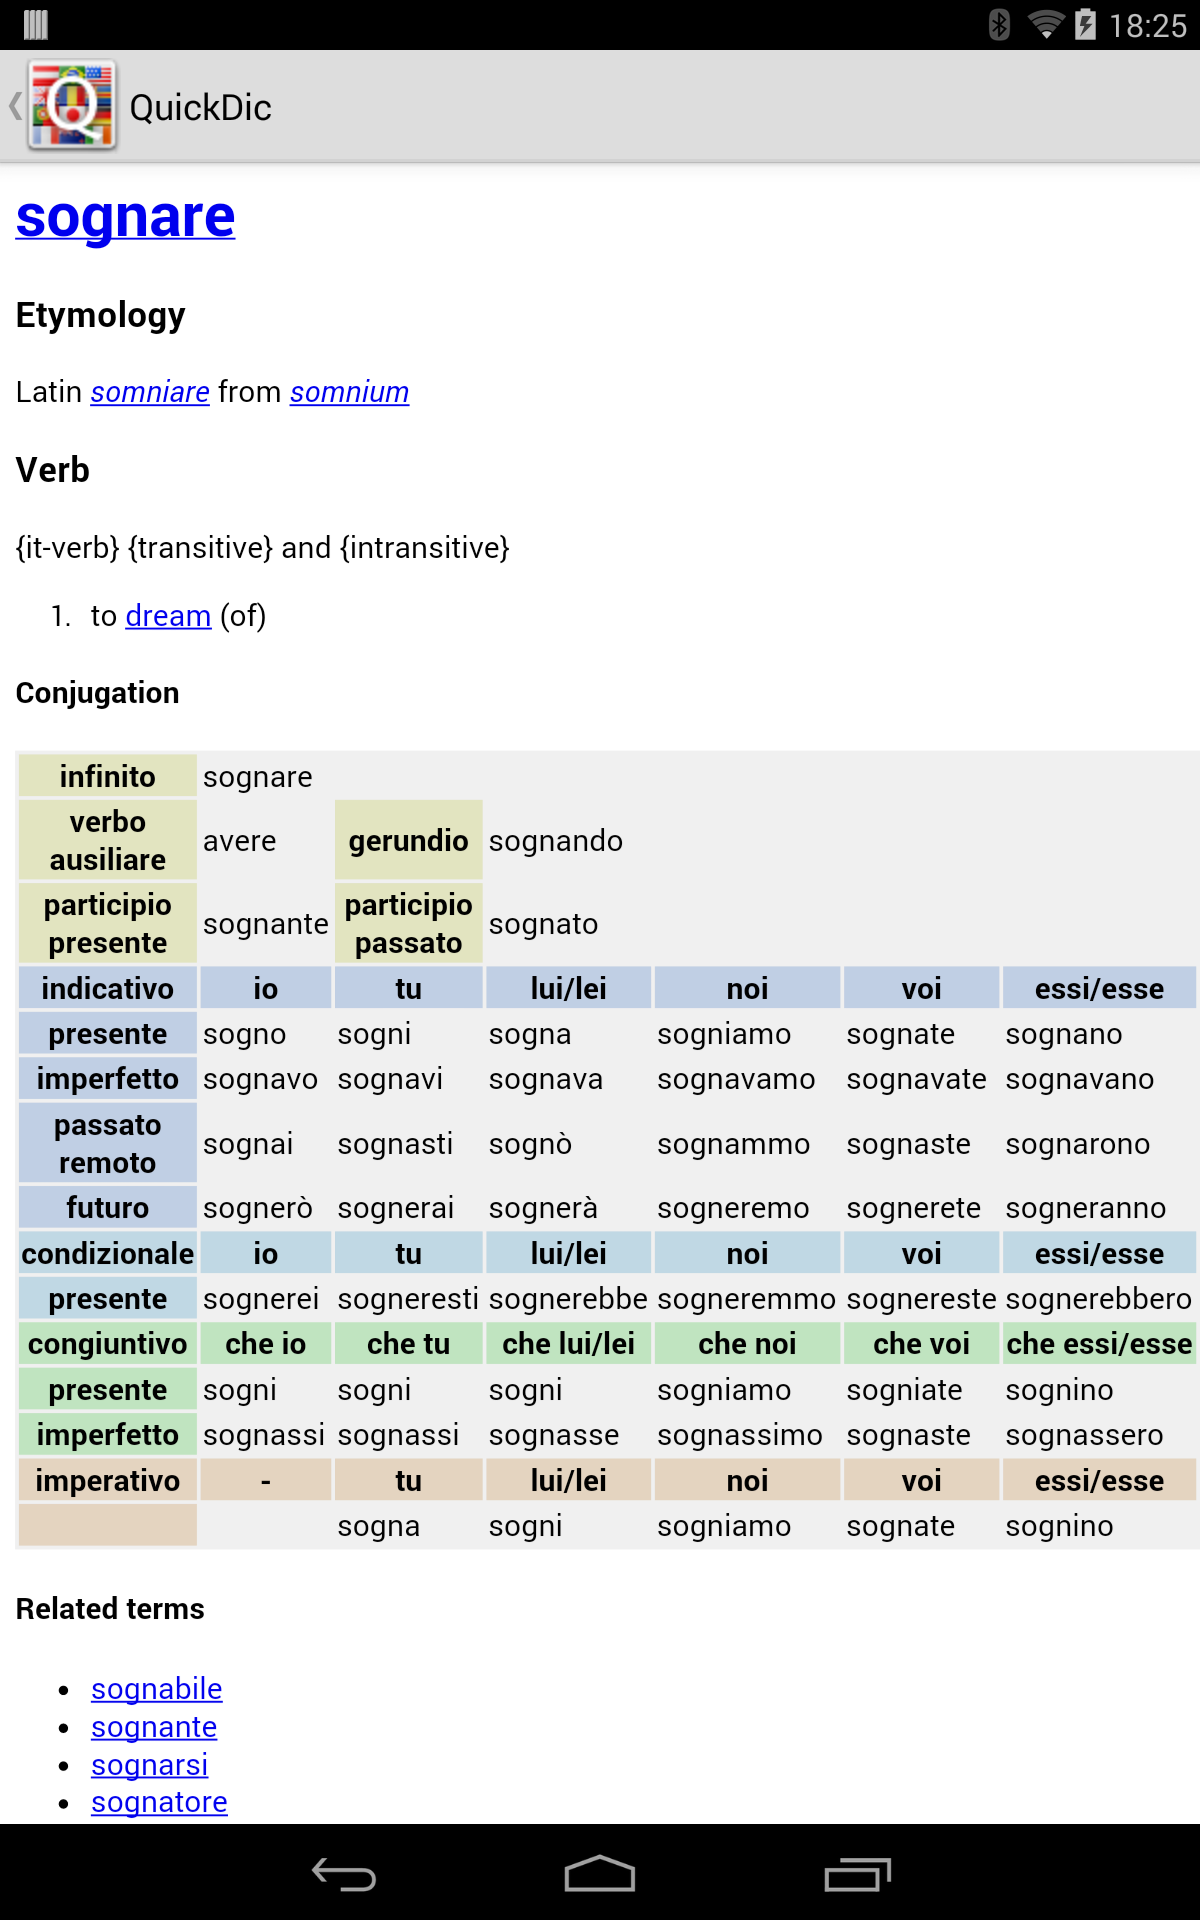 18:25
QuickDic
sognare
Etymology
Latin somniare from somnium
Verb
{it-verb} {transitive} and {intransitive}
1. to dream (of)
Conjugation
infinito sognare
verbo ausiliare avere gerundio sognando
participio presente sognante participio passato sognato
indicativo io tu lui/lei noi voi essi/esse
presente sogno sogni sogna sogniamo sognate sognano
imperfetto sognavo sognavi sognava sognavamo sognavate sognavano
passato remoto sognai sognasti sognò sognammo sognaste sognarono
futuro sognerò sognerai sognerà sogneremo sognerete sogneranno
condizionale io tu lui/lei noi voi essi/esse
presente sognerei sogneresti sognerebbe sogneremmo sognereste sognerebbero
congiuntivo che io che tu che lui/lei che noi che voi che essi/esse
presente sogni sogni sogni sogniamo sogniate sognino
imperfetto sognassi sognassi sognasse sognassimo sognaste sognassero
imperativo - tu lui/lei noi voi essi/esse
sogna sogni sogniamo sognate sognino
Related terms
• sognabile
• sognante
• sognarsi
• sognatore